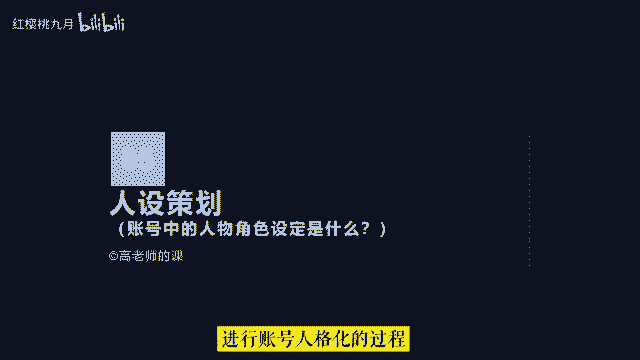 红樱桃九月 bilibili
人设策划
（账号中的人物角色设定是什么？）
©高老师的课
进行账号人格化的过程